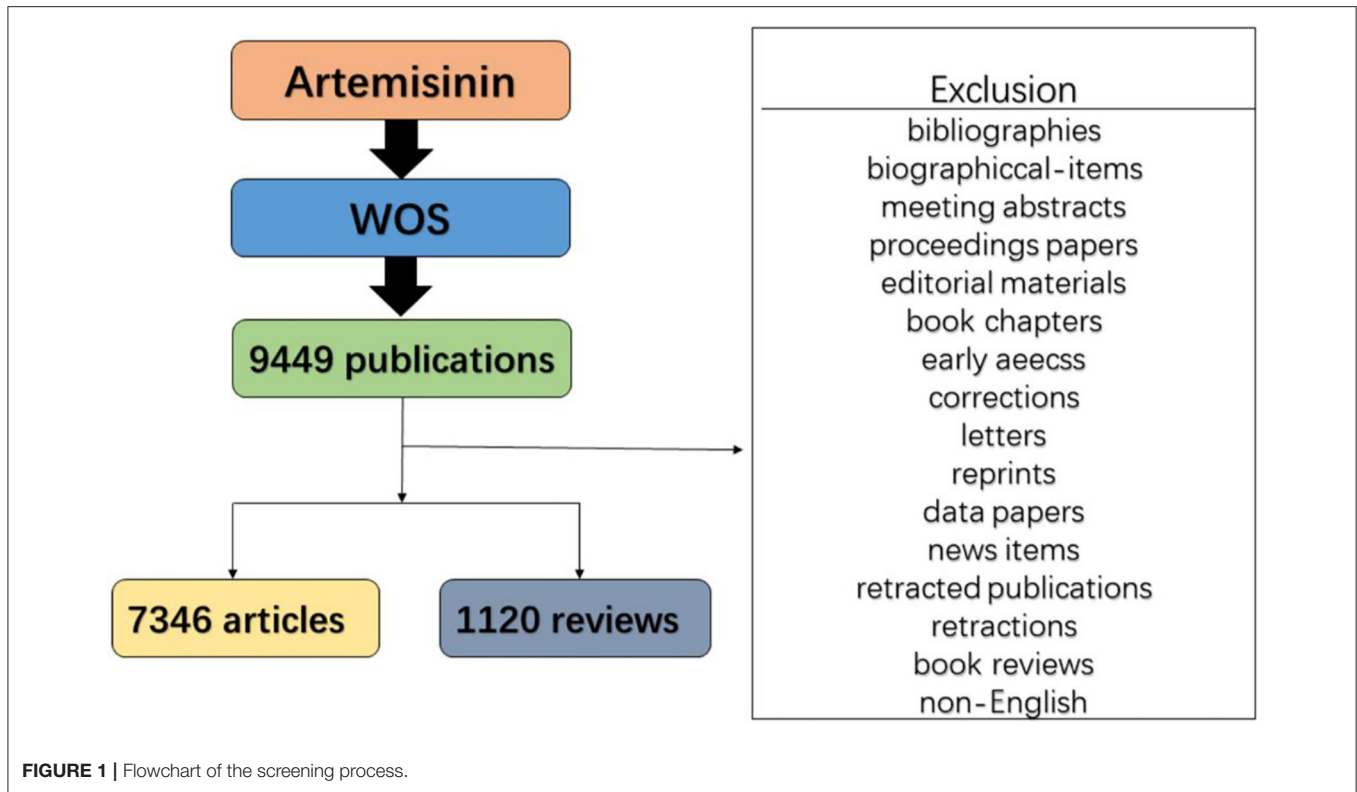 Artemisinin
WOS
9449 publications
7346 articles
1120 reviews
Exclusion
bibliographies
biographiccal-items
meeting abstracts
proceedings papers
editorial materials
book chapters
early aeecss
corrections
letters
reprints
data papers
news items
retracted publications
retractions
book reviews
non-English
FIGURE 1 | Flowchart of the screening process.